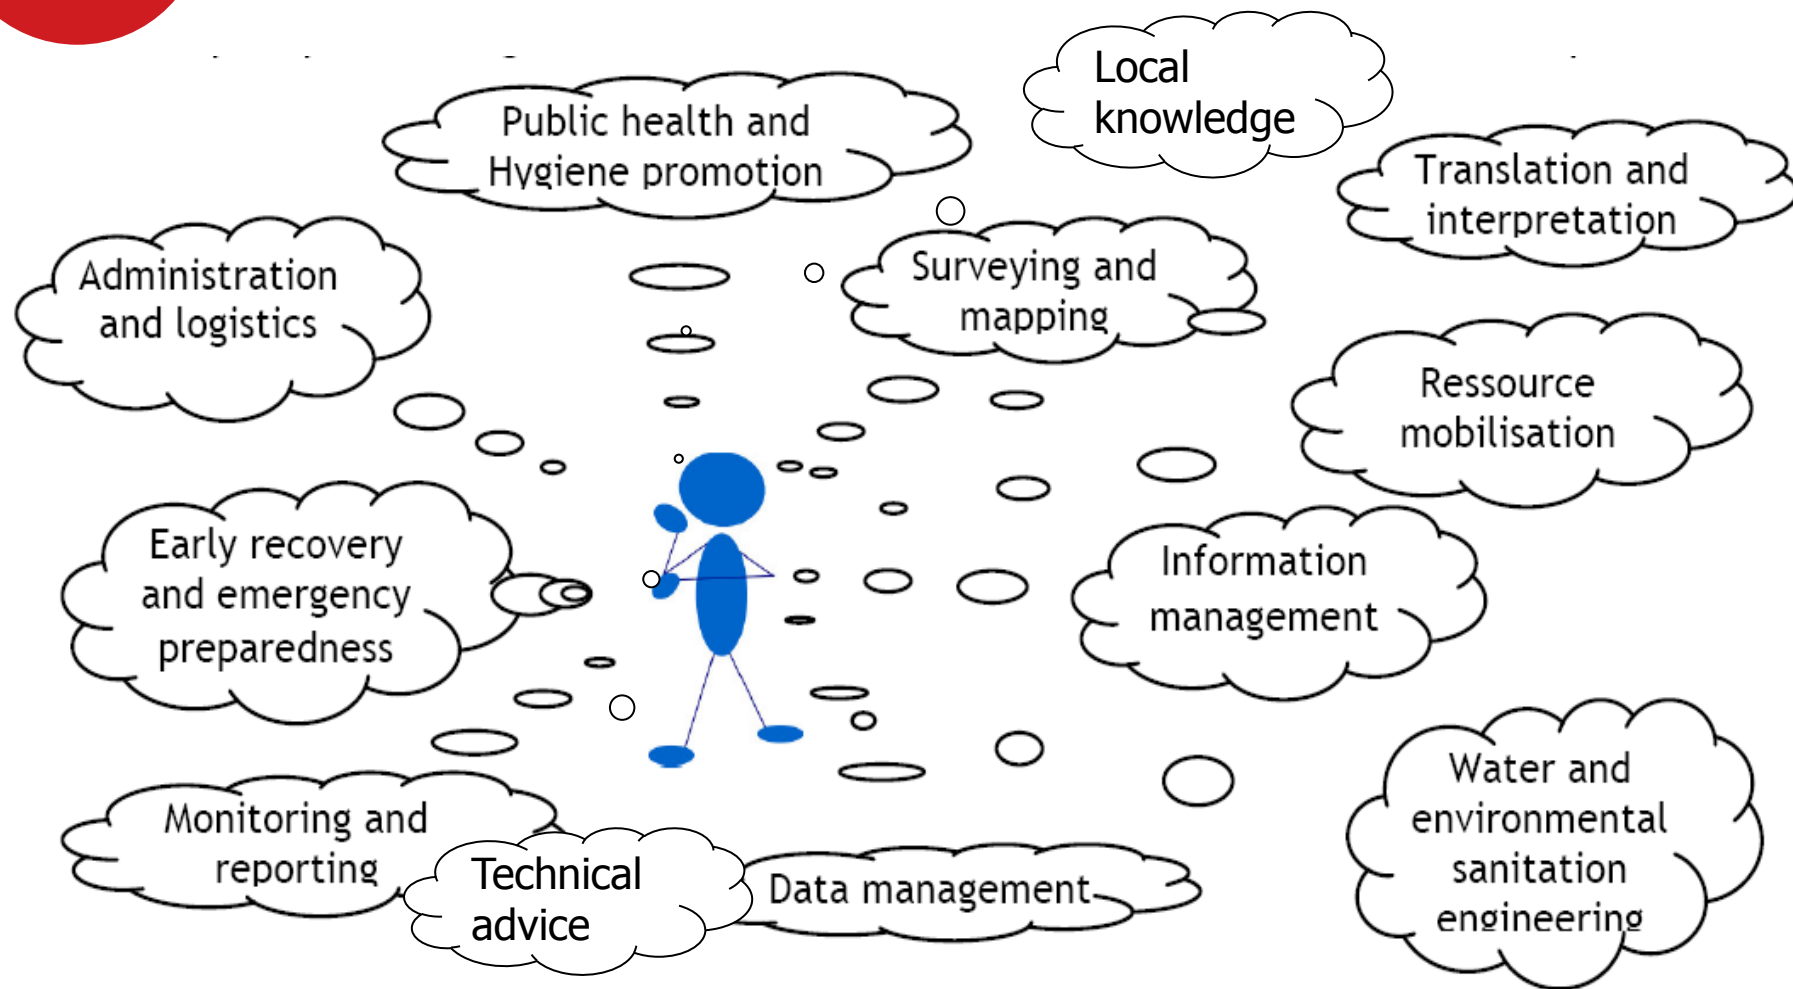 Local
knowledge
Public health and
Hygiene promotion
Translation and
interpretation
Administration
and logistics
Surveying and
mapping
Ressource
mobilisation
Early recovery
and emergency
preparedness
Information
management
Monitoring and
reporting
Technical
advice
Data management
Water and
environmental
sanitation
engineering